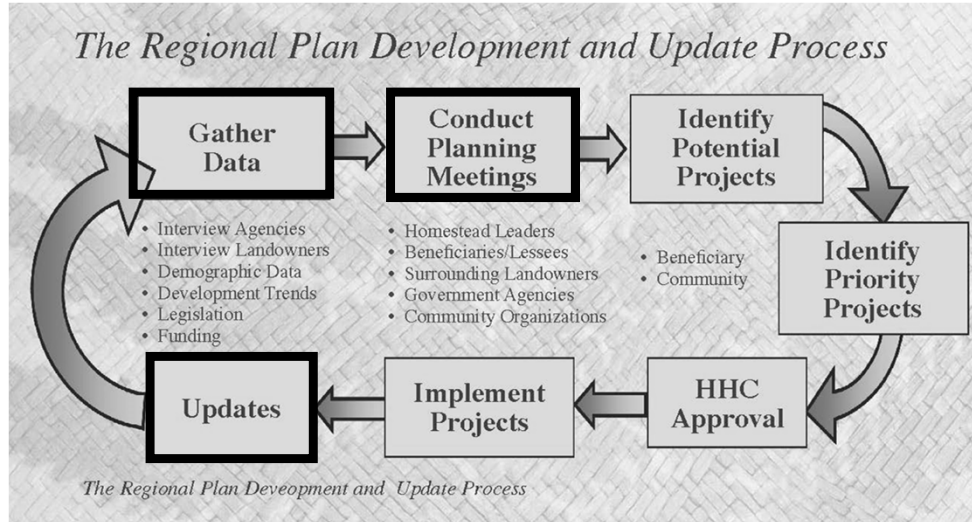 The Regional Plan Development and Update Process
Gather
Data
Conduct
Planning
Meetings
Identify
Potential
Projects
• Interview Agencies
• Interview Landowners
• Demographic Data
• Development Trends
• Legislation
• Funding
• Homestead Leaders
• Beneficiaries/Lessees
• Surrounding Landowners
• Government Agencies
• Community Organizations
• Beneficiary
• Community
Identify
Priority
Projects
HHC
Approval
Implement
Projects
Updates
The Regional Plan Deveopment and Update Process